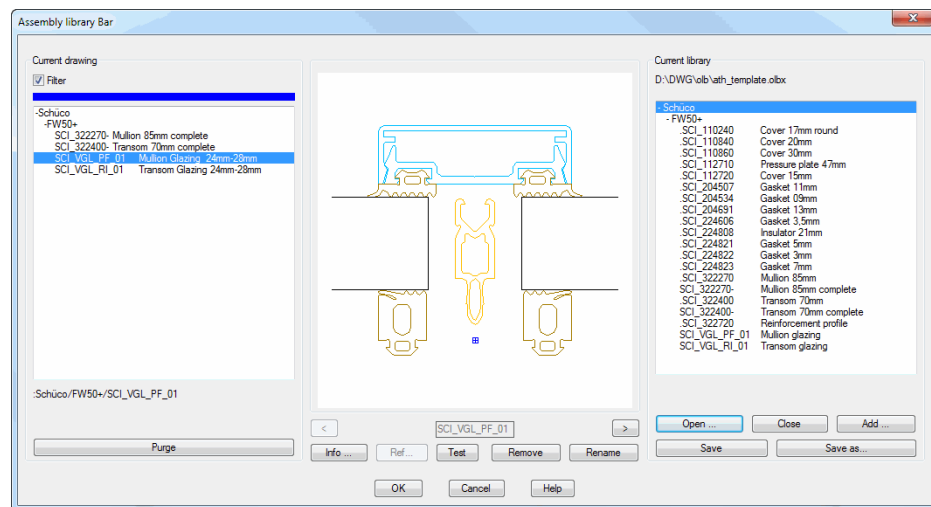 Assembly library Bar
Current drawing
Filter
-Schüco
-FW50+
SCI_322270- Mullion 85mm complete
SCI_322400- Transom 70mm complete
SCI_VGL_PF_01 Mullion Glazing 24mm-28mm
SCI_VGL_RI_01 Transom Glazing 24mm-28mm
:Schüco/FW50+/SCI_VGL_PF_01
Purge
<
SCI_VGL_PF_01
>
Info ...
Ref...
Test
Remove
Rename
Current library
D:\DWG\olb\ath_template.olbx
- Schüco
- FW50+
.SCI_110240 Cover 17mm round
.SCI_110840 Cover 20mm
.SCI_110860 Cover 30mm
.SCI_112710 Pressure plate 47mm
.SCI_112720 Cover 15mm
.SCI_204507 Gasket 11mm
.SCI_204534 Gasket 09mm
.SCI_204691 Gasket 13mm
.SCI_224606 Gasket 3,5mm
.SCI_224808 Insulator 21mm
.SCI_224821 Gasket 5mm
.SCI_224822 Gasket 3mm
.SCI_224823 Gasket 7mm
.SCI_322270 Mullion 85mm
SCI_322270- Mullion 85mm complete
.SCI_322400 Transom 70mm
SCI_322400- Transom 70mm complete
.SCI_322720 Reinforcement profile
SCI_VGL_PF_01 Mullion glazing
SCI_VGL_RI_01 Transom glazing
Open ...
Close
Add ...
Save
Save as...
OK
Cancel
Help